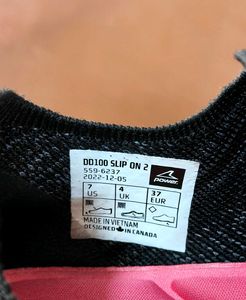 DD100 SLIP ON 2
559-6237
2022-12-05
power
7 US
4 UK
37 EUR
MADE IN VIETNAM
DESIGNED IN CANADA